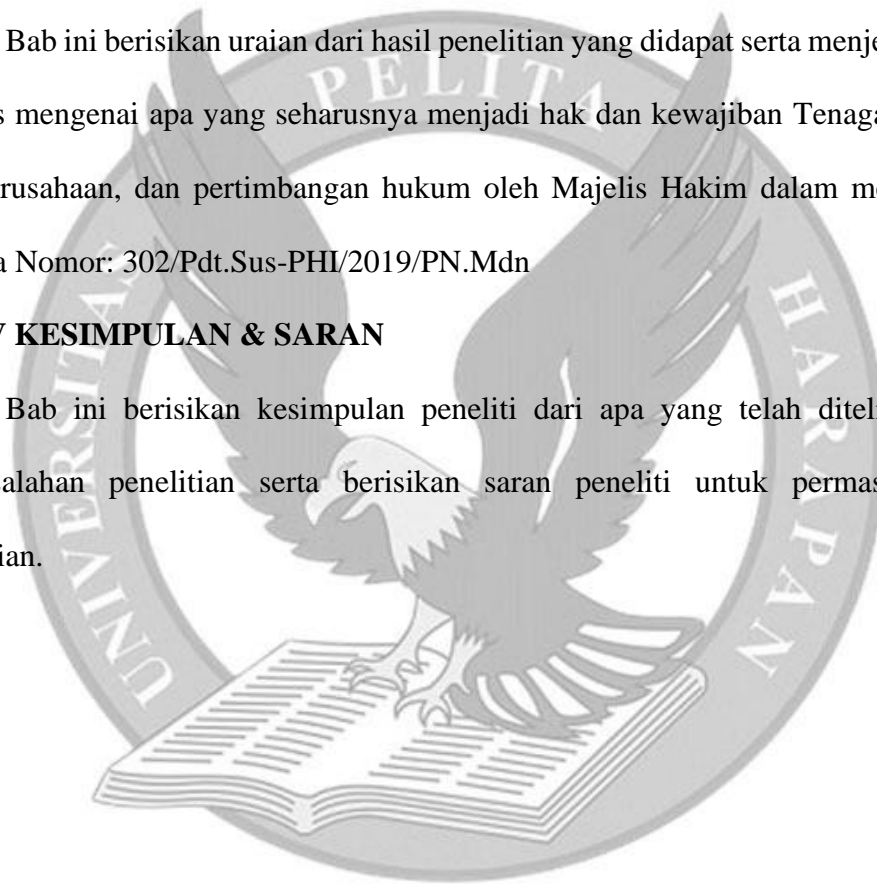 Bab ini berisikan uraian dari hasil penelitian yang didapat serta menje
s mengenai apa yang seharusnya menjadi hak dan kewajiban Tenaga
rusahaan, dan pertimbangan hukum oleh Majelis Hakim dalam me
a Nomor: 302/Pdt.Sus-PHI/2019/PN.Mdn
KESIMPULAN & SARAN
Bab ini berisikan kesimpulan peneliti dari apa yang telah diteli
alahan penelitian serta berisikan saran peneliti untuk permas
ian.
UNIVERSITAS PELITA HARAPAN